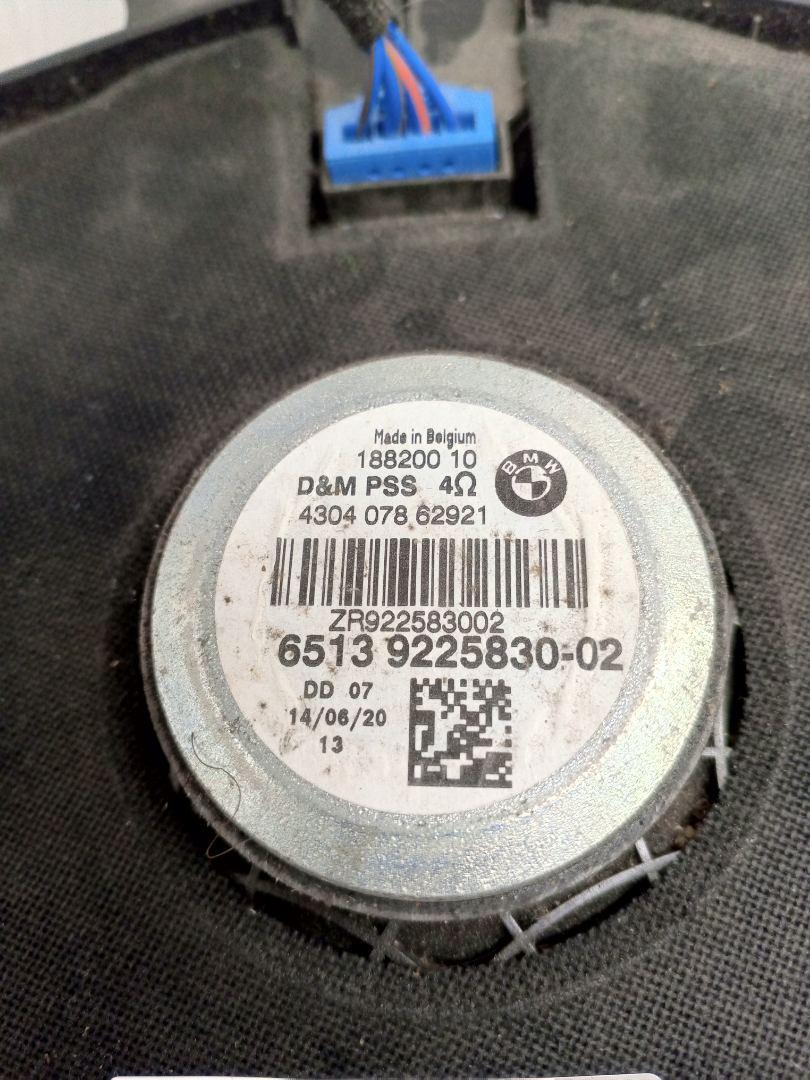 Made in Belgium
188200 10
D&M PSS 4Ω
BMW
4304 078 62921
ZR922583002
6513 9225830-02
DD 07
14/06/20
13